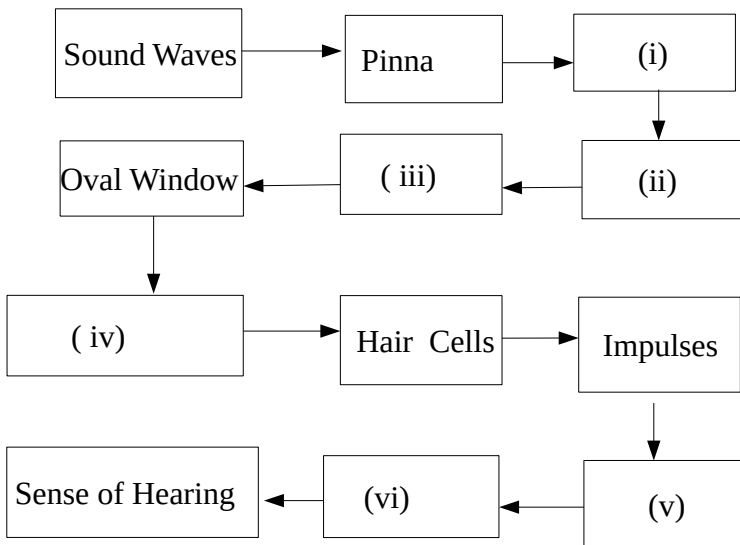 Sound Waves
Pinna
(i)
(ii)
( iii)
Oval Window
( iv)
Hair Cells
Impulses
(v)
(vi)
Sense of Hearing